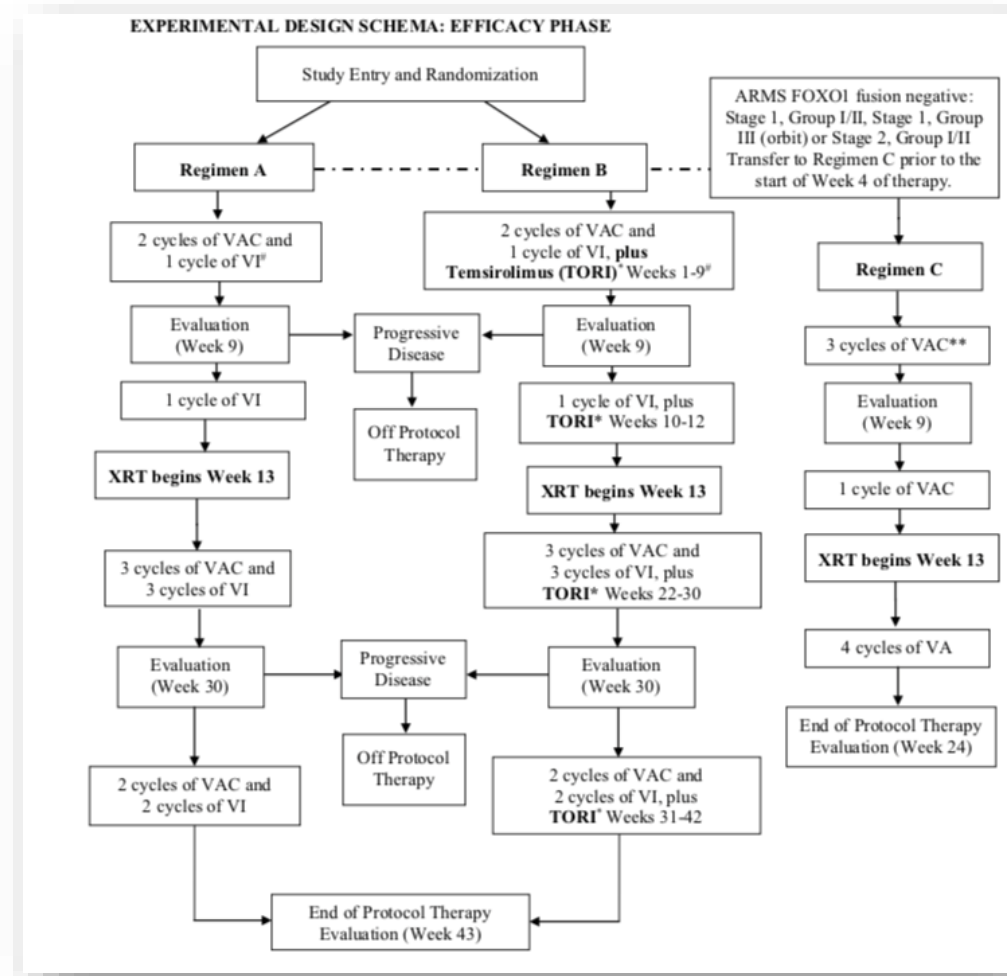 EXPERIMENTAL DESIGN SCHEMA: EFFICACY PHASE
Study Entry and Randomization
Regimen A
2 cycles of VAC and
1 cycle of VI#
Evaluation
(Week 9)
1 cycle of VI
XRT begins Week 13
3 cycles of VAC and
3 cycles of VI
Evaluation
(Week 30)
2 cycles of VAC and
2 cycles of VI
Progressive
Disease
Off Protocol
Therapy
Progressive
Disease
Off Protocol
Therapy
Regimen B
2 cycles of VAC and
1 cycle of VI, plus
Temsirolimus (TORI)* Weeks 1-9#
Evaluation
(Week 9)
1 cycle of VI, plus
TORI* Weeks 10-12
XRT begins Week 13
3 cycles of VAC and
3 cycles of VI, plus
TORI* Weeks 22-30
Evaluation
(Week 30)
2 cycles of VAC and
2 cycles of VI, plus
TORI* Weeks 31-42
End of Protocol Therapy
Evaluation (Week 43)
ARMS FOXO1 fusion negative:
Stage 1, Group I/II, Stage 1, Group
III (orbit) or Stage 2, Group I/II
Transfer to Regimen C prior to the
start of Week 4 of therapy.
Regimen C
3 cycles of VAC**
Evaluation
(Week 9)
1 cycle of VAC
XRT begins Week 13
4 cycles of VA
End of Protocol Therapy
Evaluation (Week 24)